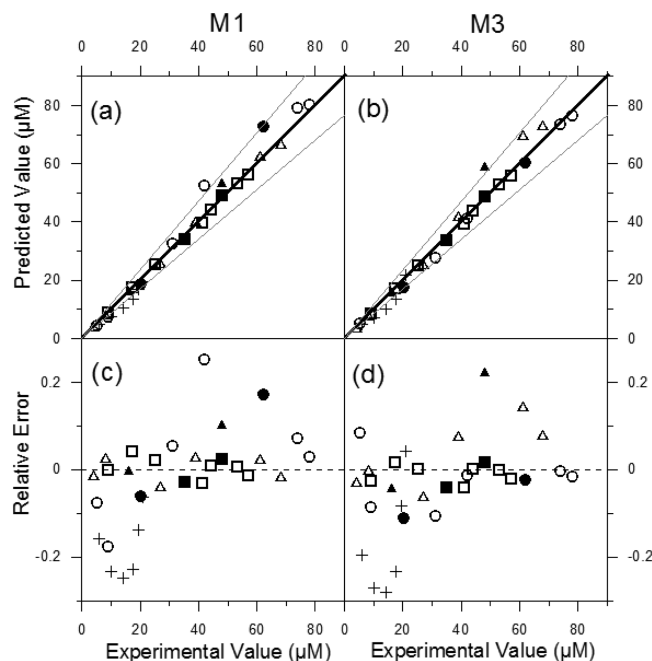 M1 M3
0 20 40 60 80 0 20 40 60 80
(a) (b)
Predicted Value (µM)
80 80
60 60
40 40
20 20
0 0
(c) (d)
Relative Error
0.2 0.2
0 0
-0.2 -0.2
0 20 40 60 80 0 20 40 60 80
Experimental Value (µM) Experimental Value (µM)